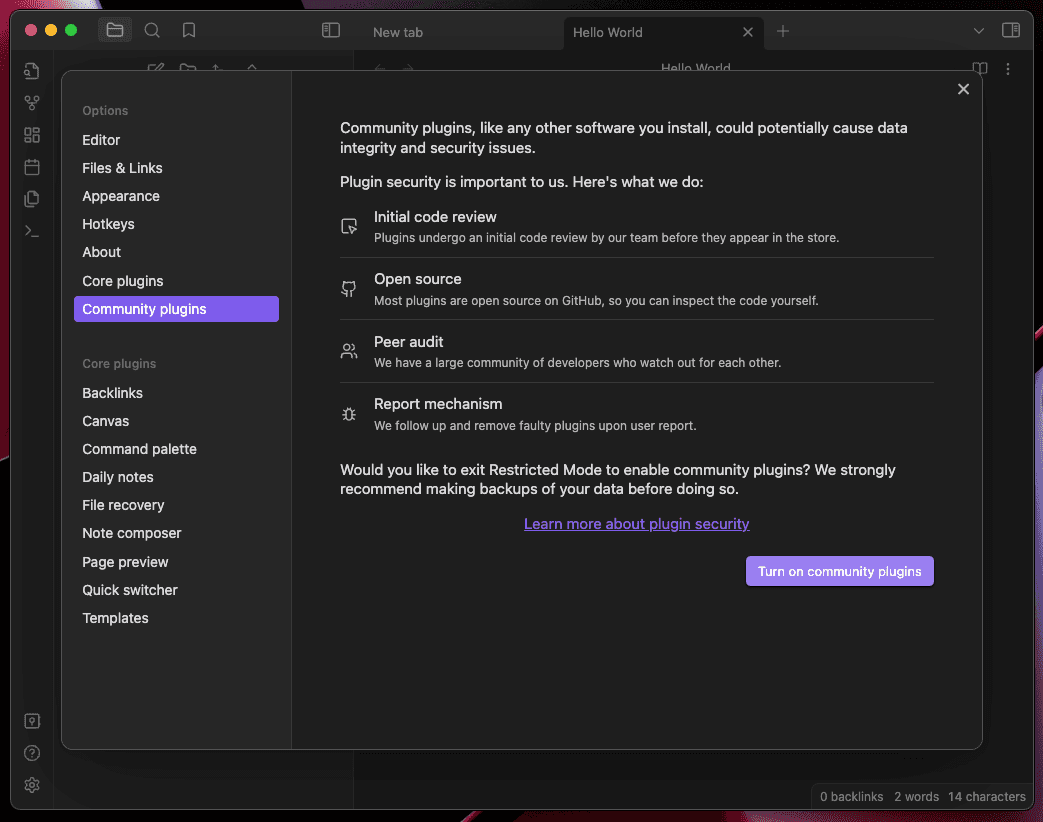 New tab
Hello World
Hello World
Options
Editor
Files & Links
Appearance
Hotkeys
About
Core plugins
Community plugins
Core plugins
Backlinks
Canvas
Command palette
Daily notes
File recovery
Note composer
Page preview
Quick switcher
Templates
Community plugins, like any other software you install, could potentially cause data
integrity and security issues.
Plugin security is important to us. Here's what we do:
Initial code review
Plugins undergo an initial code review by our team before they appear in the store.
Open source
Most plugins are open source on GitHub, so you can inspect the code yourself.
Peer audit
We have a large community of developers who watch out for each other.
Report mechanism
We follow up and remove faulty plugins upon user report.
Would you like to exit Restricted Mode to enable community plugins? We strongly
recommend making backups of your data before doing so.
Learn more about plugin security
Turn on community plugins
0 backlinks 2 words 14 characters